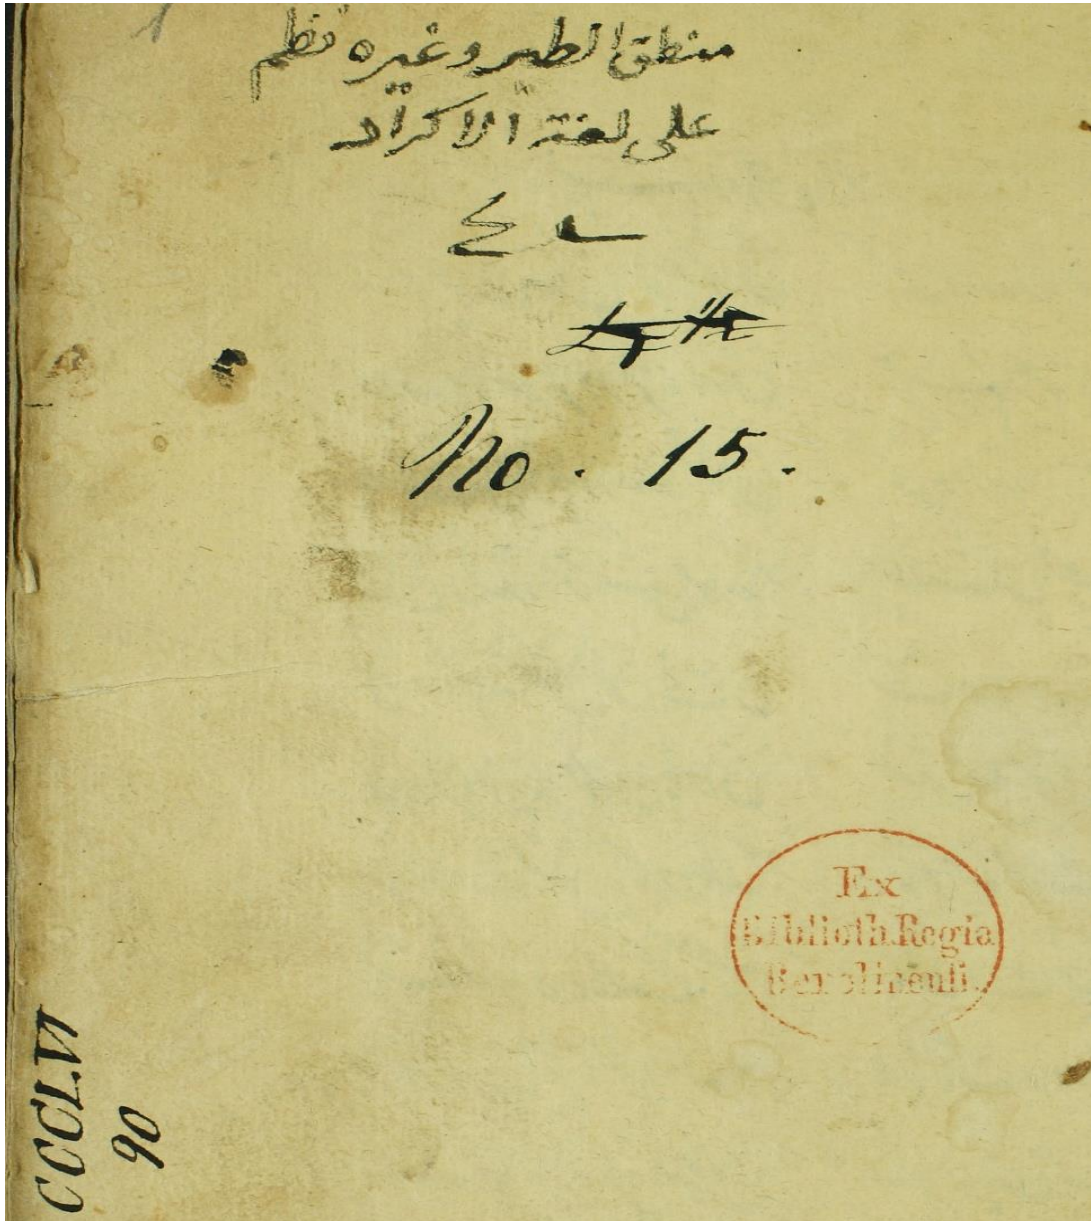 1
منطق الطير وغيره نظم
على لغة الاكراد
No. 15.
Ex
Biblioth. Regia
Berolinensi.
CCCLVI
90